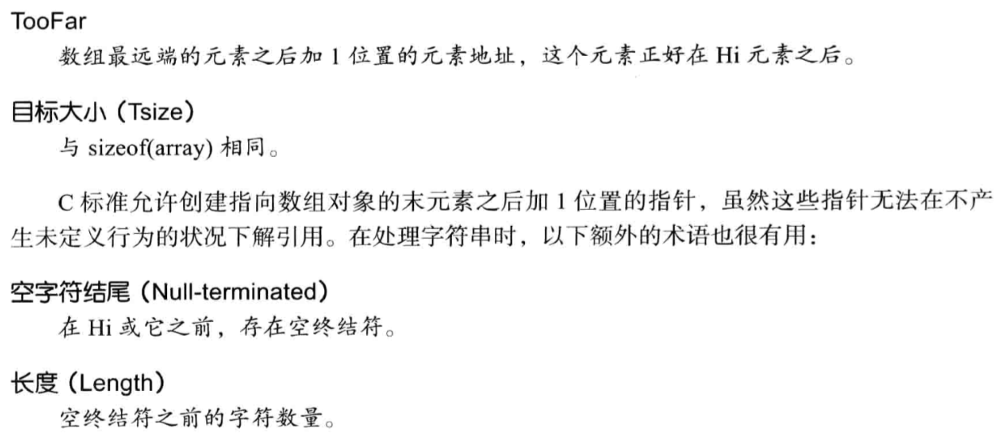 TooFar
数组最远端的元素之后加 1 位置的元素地址，这个元素正好在 Hi 元素之后。
目标大小（Tsize）
与 sizeof(array) 相同。
C 标准允许创建指向数组对象的末元素之后加 1 位置的指针，虽然这些指针无法在不产
生未定义行为的状况下解引用。在处理字符串时，以下额外的术语也很有用：
空字符结尾（Null-terminated）
在 Hi 或它之前，存在空终结符。
长度（Length）
空终结符之前的字符数量。